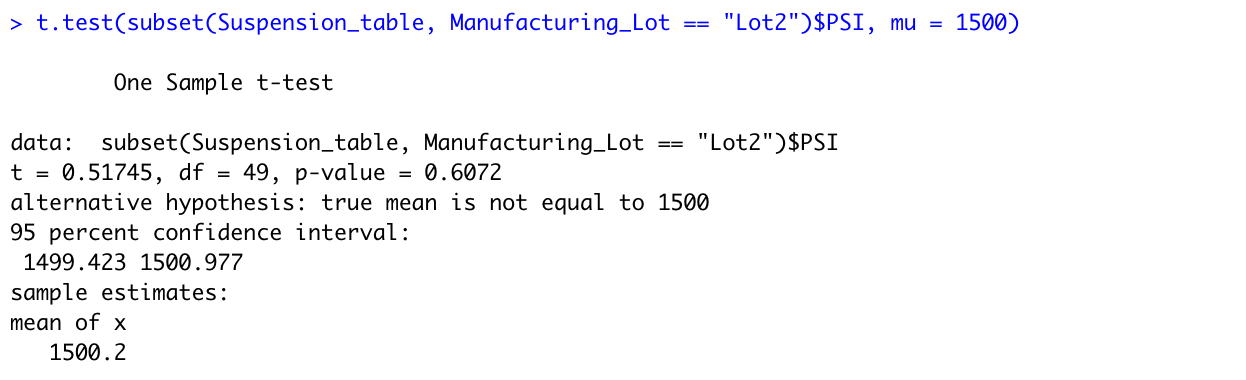 > t.test(subset(Suspension_table, Manufacturing_Lot == "Lot2")$PSI, mu = 1500)
One Sample t-test
data:  subset(Suspension_table, Manufacturing_Lot == "Lot2")$PSI
t = 0.51745, df = 49, p-value = 0.6072
alternative hypothesis: true mean is not equal to 1500
95 percent confidence interval:
1499.423 1500.977
sample estimates:
mean of x
1500.2